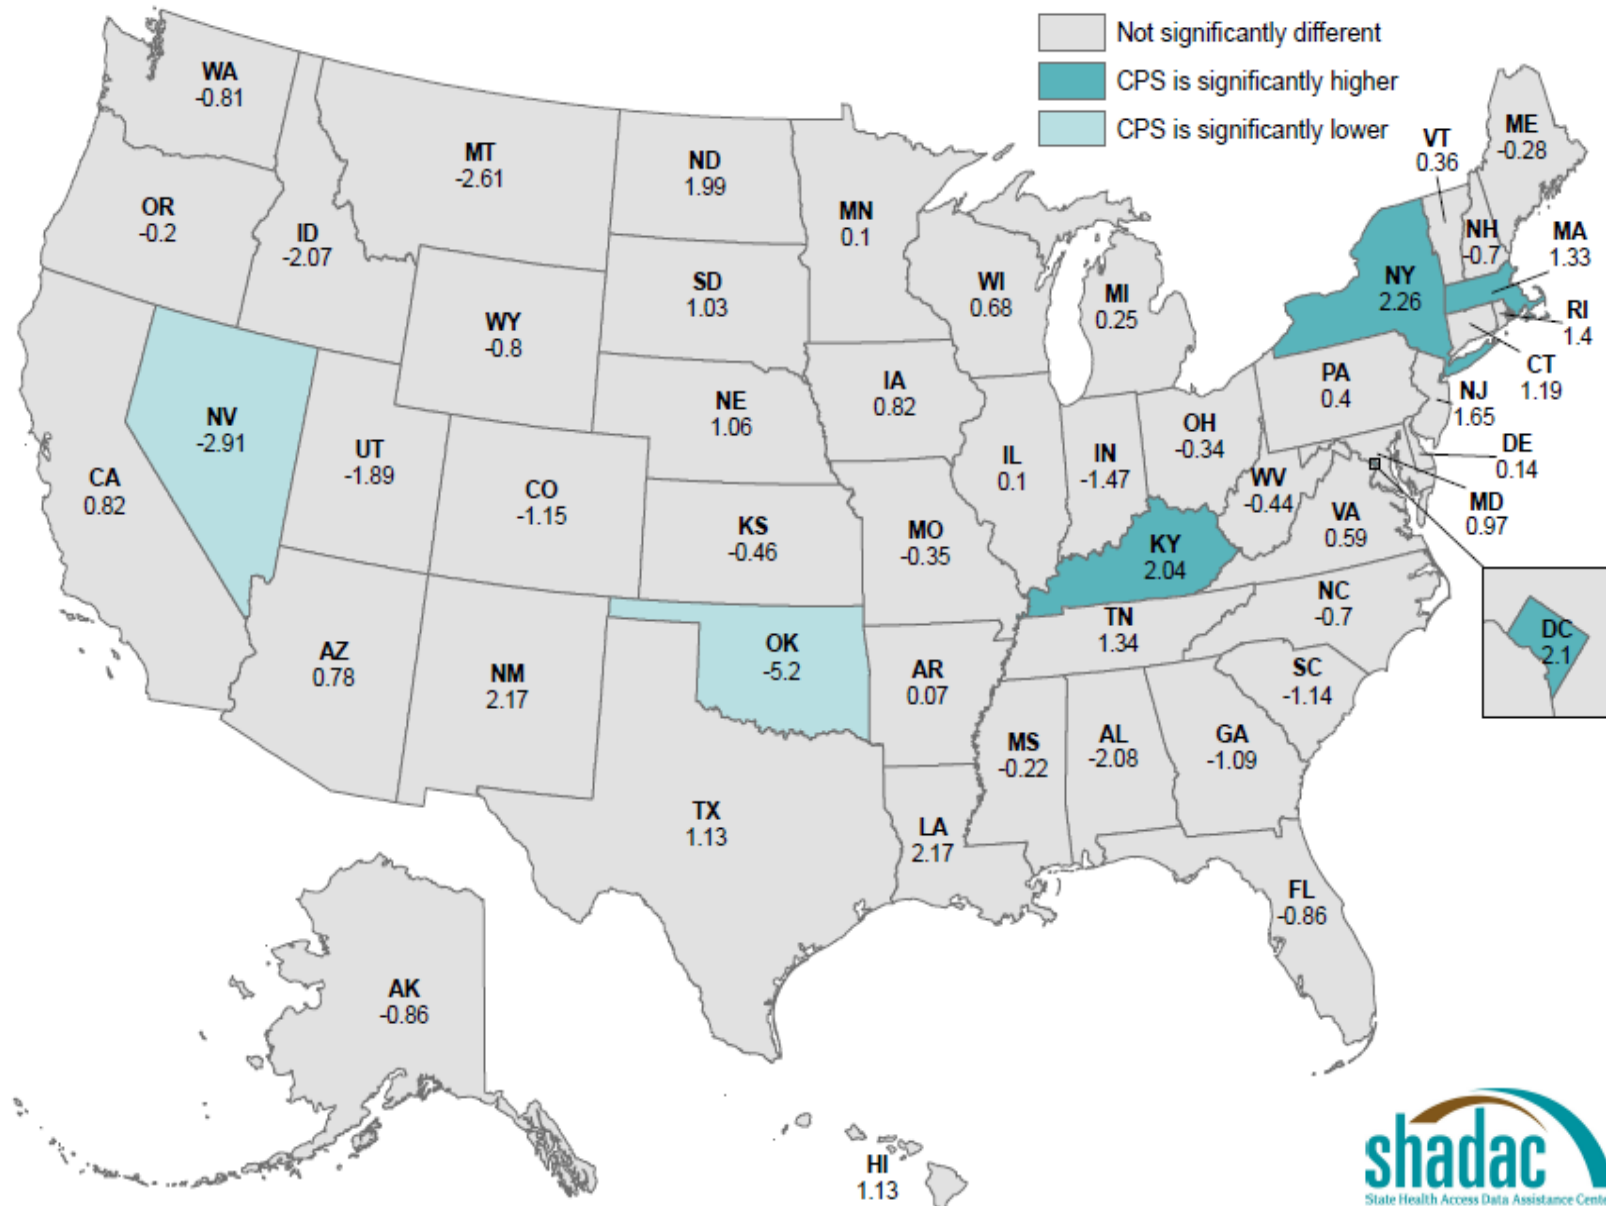 Not significantly different
CPS is significantly higher
CPS is significantly lower
WA
-0.81
MT
-2.61
ND
1.99
MN
0.1
VT
0.36
ME
-0.28
OR
-0.2
ID
-2.07
SD
1.03
WI
0.68
MI
0.25
NY
2.26
NH
-0.7
MA
1.33
RI
1.4
WY
-0.8
CT
1.19
NV
-2.91
UT
-1.89
NE
1.06
IA
0.82
PA
0.4
NJ
1.65
CA
0.82
CO
-1.15
IL
0.1
IN
-1.47
OH
-0.34
DE
0.14
WV
-0.44
MD
0.97
KS
-0.46
MO
-0.35
KY
2.04
VA
0.59
AZ
0.78
NM
2.17
OK
-5.2
AR
0.07
TN
1.34
NC
-0.7
DC
2.1
SC
-1.14
MS
-0.22
AL
-2.08
GA
-1.09
TX
1.13
LA
2.17
FL
-0.86
AK
-0.86
HI
1.13
shadac
State Health Access Data Assistance Cente